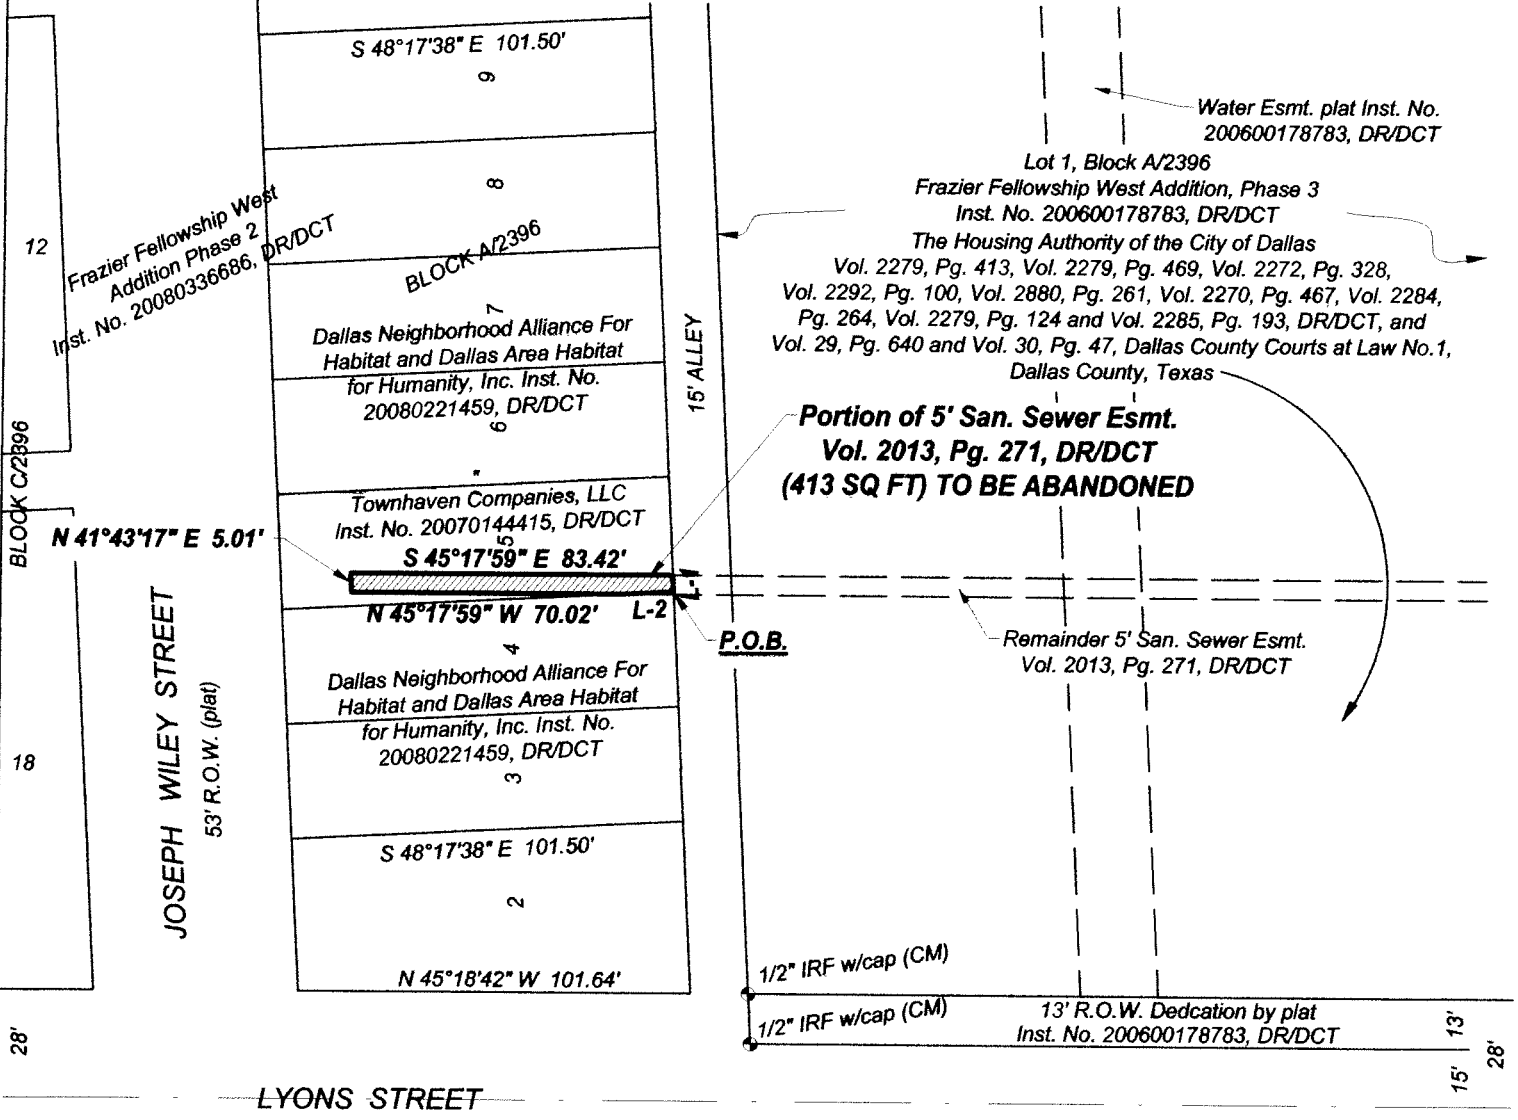 S 48°17'38" E 101.50'
9
8
BLOCK A/2396
7
12
Frazier Fellowship West
Addition Phase 2
Inst. No. 20080336686, DR/DCT
Dallas Neighborhood Alliance For
Habitat and Dallas Area Habitat
for Humanity, Inc. Inst. No.
20080221459, DR/DCT
6
Townhaven Companies, LLC
Inst. No. 20070144415, DR/DCT
5
BLOCK C/2396
N 41°43'17" E 5.01'
S 45°17'59" E 83.42'
N 45°17'59" W 70.02'
L-2
P.O.B.
4
Dallas Neighborhood Alliance For
Habitat and Dallas Area Habitat
for Humanity, Inc. Inst. No.
20080221459, DR/DCT
3
S 48°17'38" E 101.50'
2
N 45°18'42" W 101.64'
18
JOSEPH WILEY STREET
53' R.O.W. (plat)
15' ALLEY
Water Esmt. plat Inst. No.
200600178783, DR/DCT
Lot 1, Block A/2396
Frazier Fellowship West Addition, Phase 3
Inst. No. 200600178783, DR/DCT
The Housing Authority of the City of Dallas
Vol. 2279, Pg. 413, Vol. 2279, Pg. 469, Vol. 2272, Pg. 328,
Vol. 2292, Pg. 100, Vol. 2880, Pg. 261, Vol. 2270, Pg. 467, Vol. 2284,
Pg. 264, Vol. 2279, Pg. 124 and Vol. 2285, Pg. 193, DR/DCT, and
Vol. 29, Pg. 640 and Vol. 30, Pg. 47, Dallas County Courts at Law No.1,
Dallas County, Texas
Portion of 5' San. Sewer Esmt.
Vol. 2013, Pg. 271, DR/DCT
(413 SQ FT) TO BE ABANDONED
Remainder 5' San. Sewer Esmt.
Vol. 2013, Pg. 271, DR/DCT
1/2" IRF w/cap (CM)
1/2" IRF w/cap (CM)
13' R.O.W. Dedcation by plat
Inst. No. 200600178783, DR/DCT
13'
15'
28'
28'
LYONS STREET